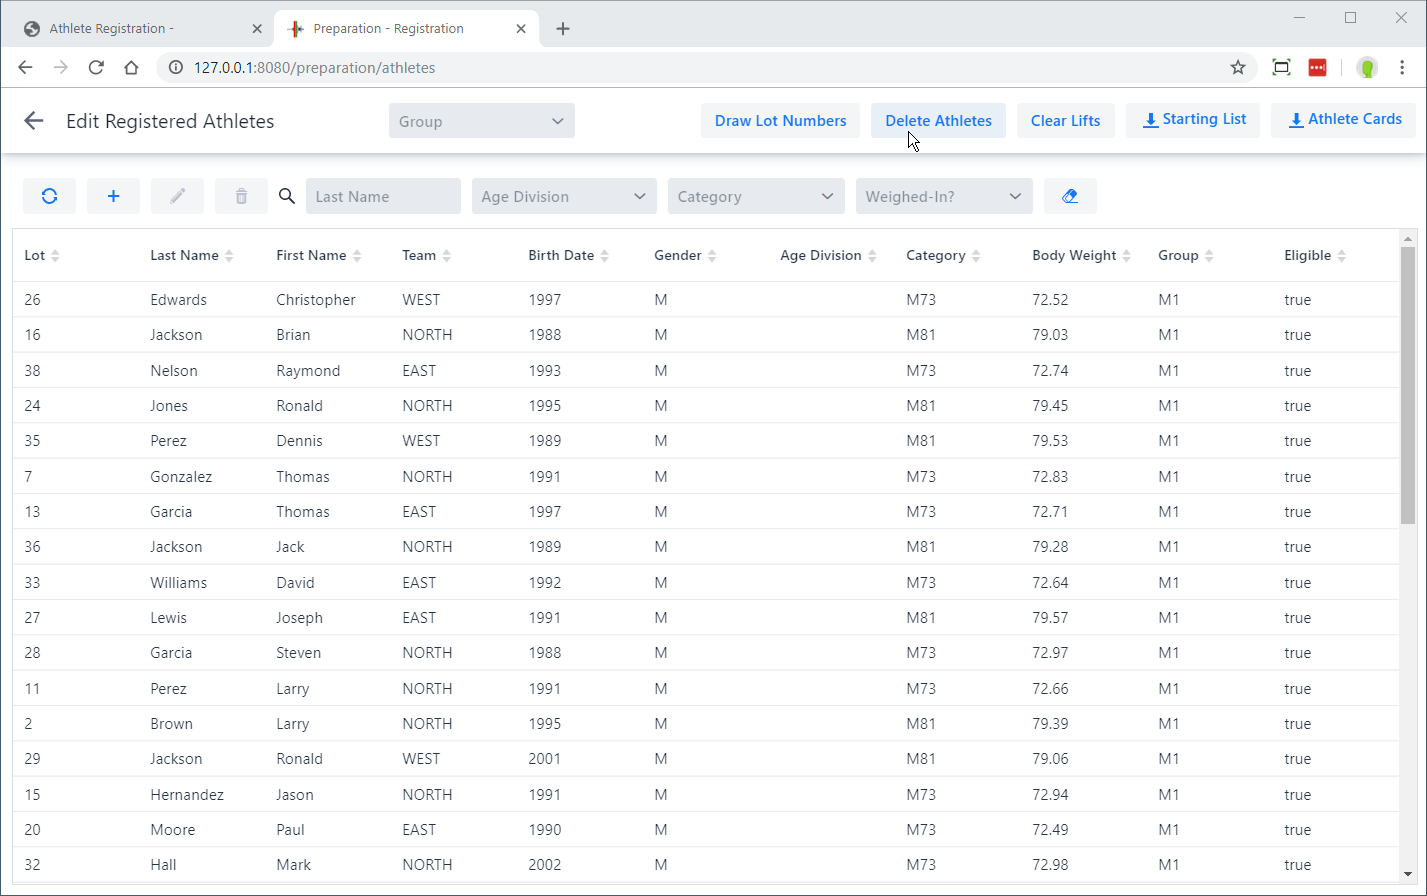 Athlete Registration -
Preparation - Registration
127.0.0.1:8080/preparation/athletes
Edit Registered Athletes
Group
Draw Lot Numbers
Delete Athletes
Clear Lifts
Starting List
Athlete Cards
Last Name
Age Division
Category
Weighed-In?
Lot Last Name First Name Team Birth Date Gender Age Division Category Body Weight Group Eligible
26 Edwards Christopher WEST 1997 M M73 72.52 M1 true
16 Jackson Brian NORTH 1988 M M81 79.03 M1 true
38 Nelson Raymond EAST 1993 M M73 72.74 M1 true
24 Jones Ronald NORTH 1995 M M81 79.45 M1 true
35 Perez Dennis WEST 1989 M M81 79.53 M1 true
7 Gonzalez Thomas NORTH 1991 M M73 72.83 M1 true
13 Garcia Thomas EAST 1997 M M73 72.71 M1 true
36 Jackson Jack NORTH 1989 M M81 79.28 M1 true
33 Williams David EAST 1992 M M73 72.64 M1 true
27 Lewis Joseph EAST 1991 M M81 79.57 M1 true
28 Garcia Steven NORTH 1988 M M73 72.97 M1 true
11 Perez Larry NORTH 1991 M M73 72.66 M1 true
2 Brown Larry NORTH 1995 M M81 79.39 M1 true
29 Jackson Ronald WEST 2001 M M81 79.06 M1 true
15 Hernandez Jason NORTH 1991 M M73 72.94 M1 true
20 Moore Paul EAST 1990 M M73 72.49 M1 true
32 Hall Mark NORTH 2002 M M73 72.98 M1 true